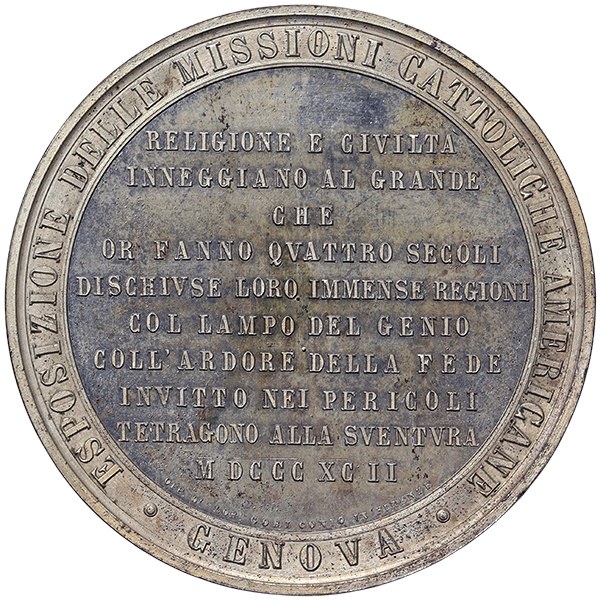 ESPOSIZIONE DELLE MISSIONI CATTOLICHE AMERICANE
RELIGIONE E CIVILTÀ
INNEGGIANO AL GRANDE
CHE
OR FANNO QVATTRO SECOLI
DISCHIVSE LORO IMMENSE REGIONI
COL LAMPO DEL GENIO
COLL'ARDORE DELLA FEDE
INVITTO NEI PERICOLI
TETRAGONO ALLA SVENTVRA
MDCCCXCII
GENOVA